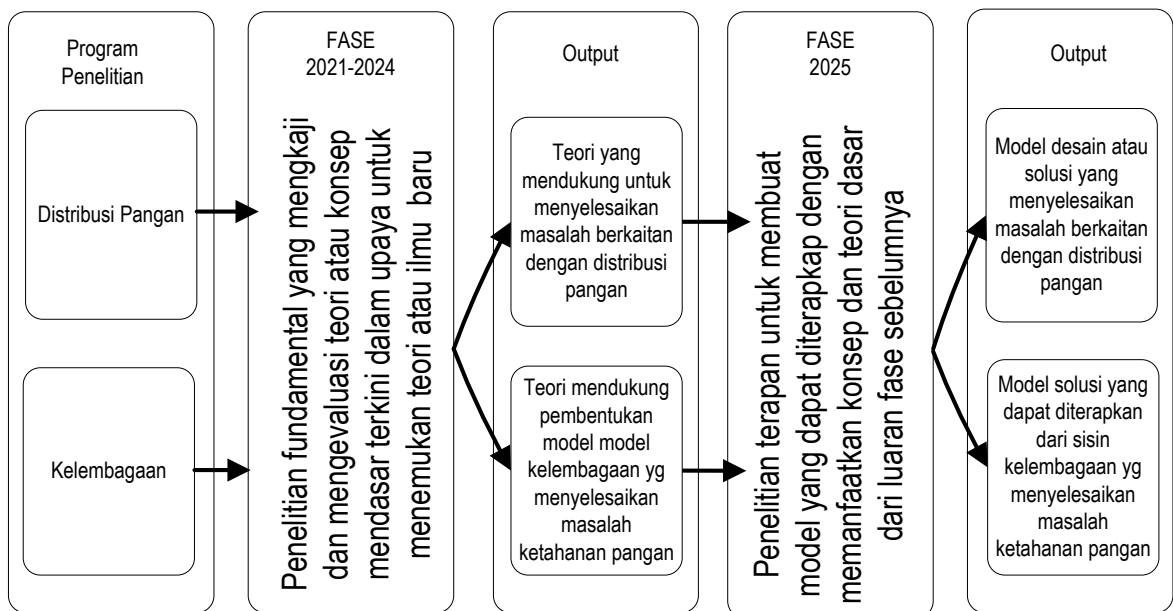 Program
Penelitian
Distribusi Pangan
Kelembagaan
FASE
2021-2024
Penelitian fundamental yang mengkaji
dan mengevaluasi teori atau konsep
mendasar terkini dalam upaya untuk
menemukan teori atau ilmu baru
Output
Teori yang
mendukung untuk
menyelesaikan
masalah berkaitan
dengan distribusi
pangan
Teori mendukung
pembentukan
model model
kelembagaan yg
menyelesaikan
masalah
ketahanan pangan
FASE
2025
Penelitian terapan untuk membuat
model yang dapat diterapkap dengan
memanfaatkan konsep dan teori dasar
dari luaran fase sebelumnya
Output
Model desain atau
solusi yang
menyelesaikan
masalah berkaitan
dengan distribusi
pangan
Model solusi yang
dapat diterapkan
dari sisin
kelembagaan yg
menyelesaikan
masalah
ketahanan pangan